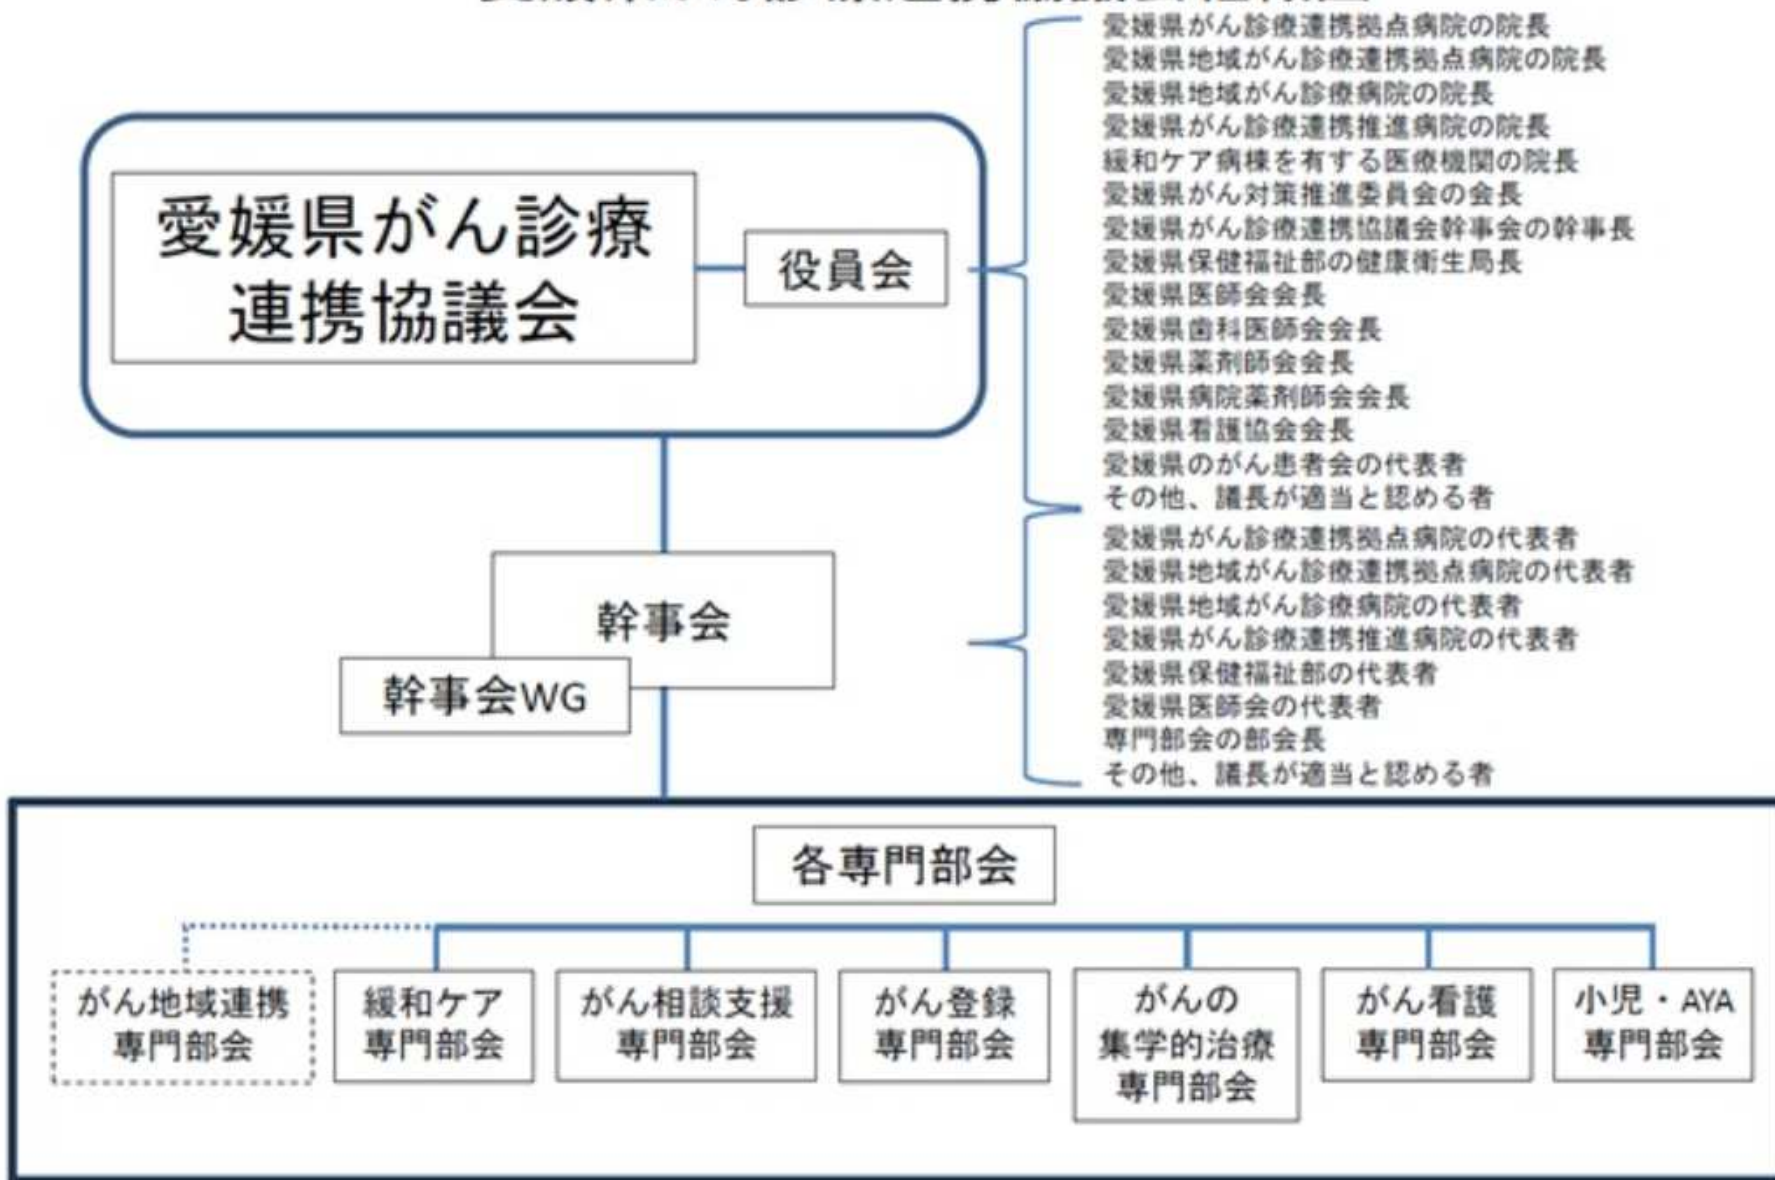 愛媛県がん診療
連携協議会
役員会
愛媛県がん診療連携拠点病院の院長
愛媛県地域がん診療連携拠点病院の院長
愛媛県地域がん診療病院の院長
愛媛県がん診療連携推進病院の院長
緩和ケア病棟を有する医療機関の院長
愛媛県がん対策推進委員会の会長
愛媛県がん診療連携協議会幹事会の幹事長
愛媛県保健福祉部の健康衛生局長
愛媛県医師会会長
愛媛県歯科医師会会長
愛媛県薬剤師会会長
愛媛県病院薬剤師会会長
愛媛県看護協会会長
愛媛県のがん患者会の代表者
その他、議長が適当と認める者
幹事会
幹事会WG
愛媛県がん診療連携拠点病院の代表者
愛媛県地域がん診療連携拠点病院の代表者
愛媛県地域がん診療病院の代表者
愛媛県がん診療連携推進病院の代表者
愛媛県保健福祉部の代表者
愛媛県医師会の代表者
専門部会の部会長
その他、議長が適当と認める者
各専門部会
がん地域連携
専門部会
緩和ケア
専門部会
がん相談支援
専門部会
がん登録
専門部会
がんの
集学的治療
専門部会
がん看護
専門部会
小児・AYA
専門部会